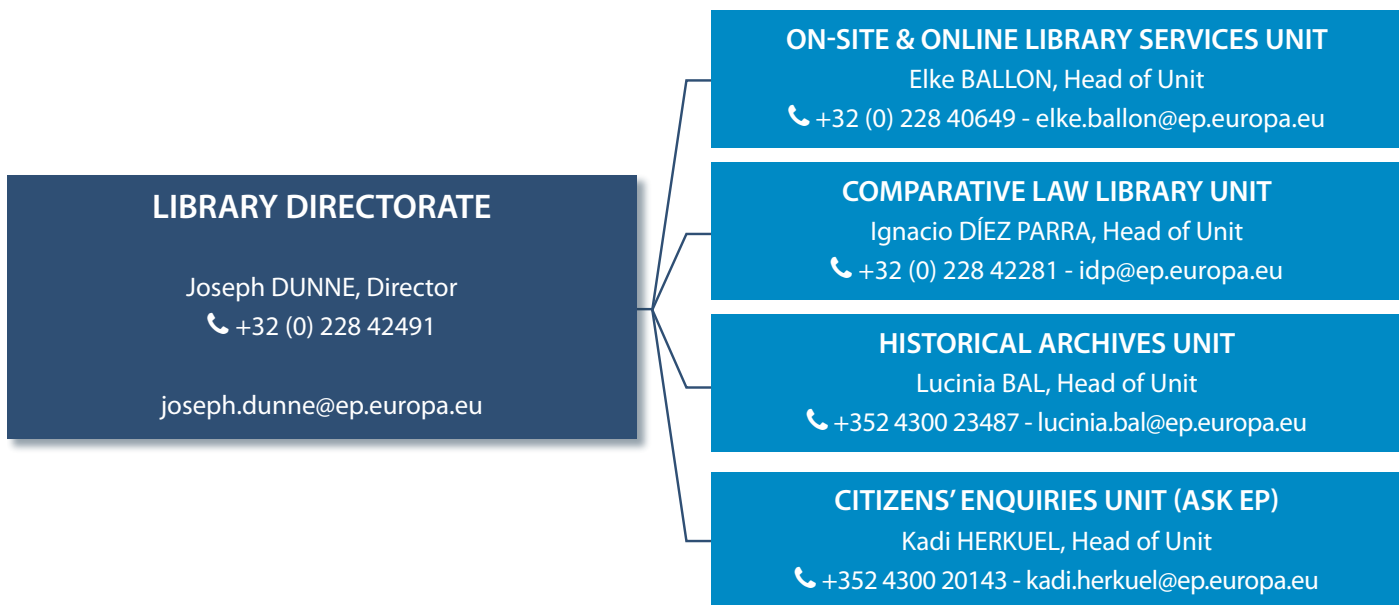 LIBRARY DIRECTORATE
Joseph DUNNE, Director
+32 (0) 228 42491
joseph.dunne@ep.europa.eu
ON-SITE & ONLINE LIBRARY SERVICES UNIT
Elke BALLON, Head of Unit
+32 (0) 228 40649 - elke.ballon@ep.europa.eu
COMPARATIVE LAW LIBRARY UNIT
Ignacio DÍEZ PARRA, Head of Unit
+32 (0) 228 42281 - idp@ep.europa.eu
HISTORICAL ARCHIVES UNIT
Lucinia BAL, Head of Unit
+352 4300 23487 - lucinia.bal@ep.europa.eu
CITIZENS’ ENQUIRIES UNIT (ASK EP)
Kadi HERKUEL, Head of Unit
+352 4300 20143 - kadi.herkuel@ep.europa.eu